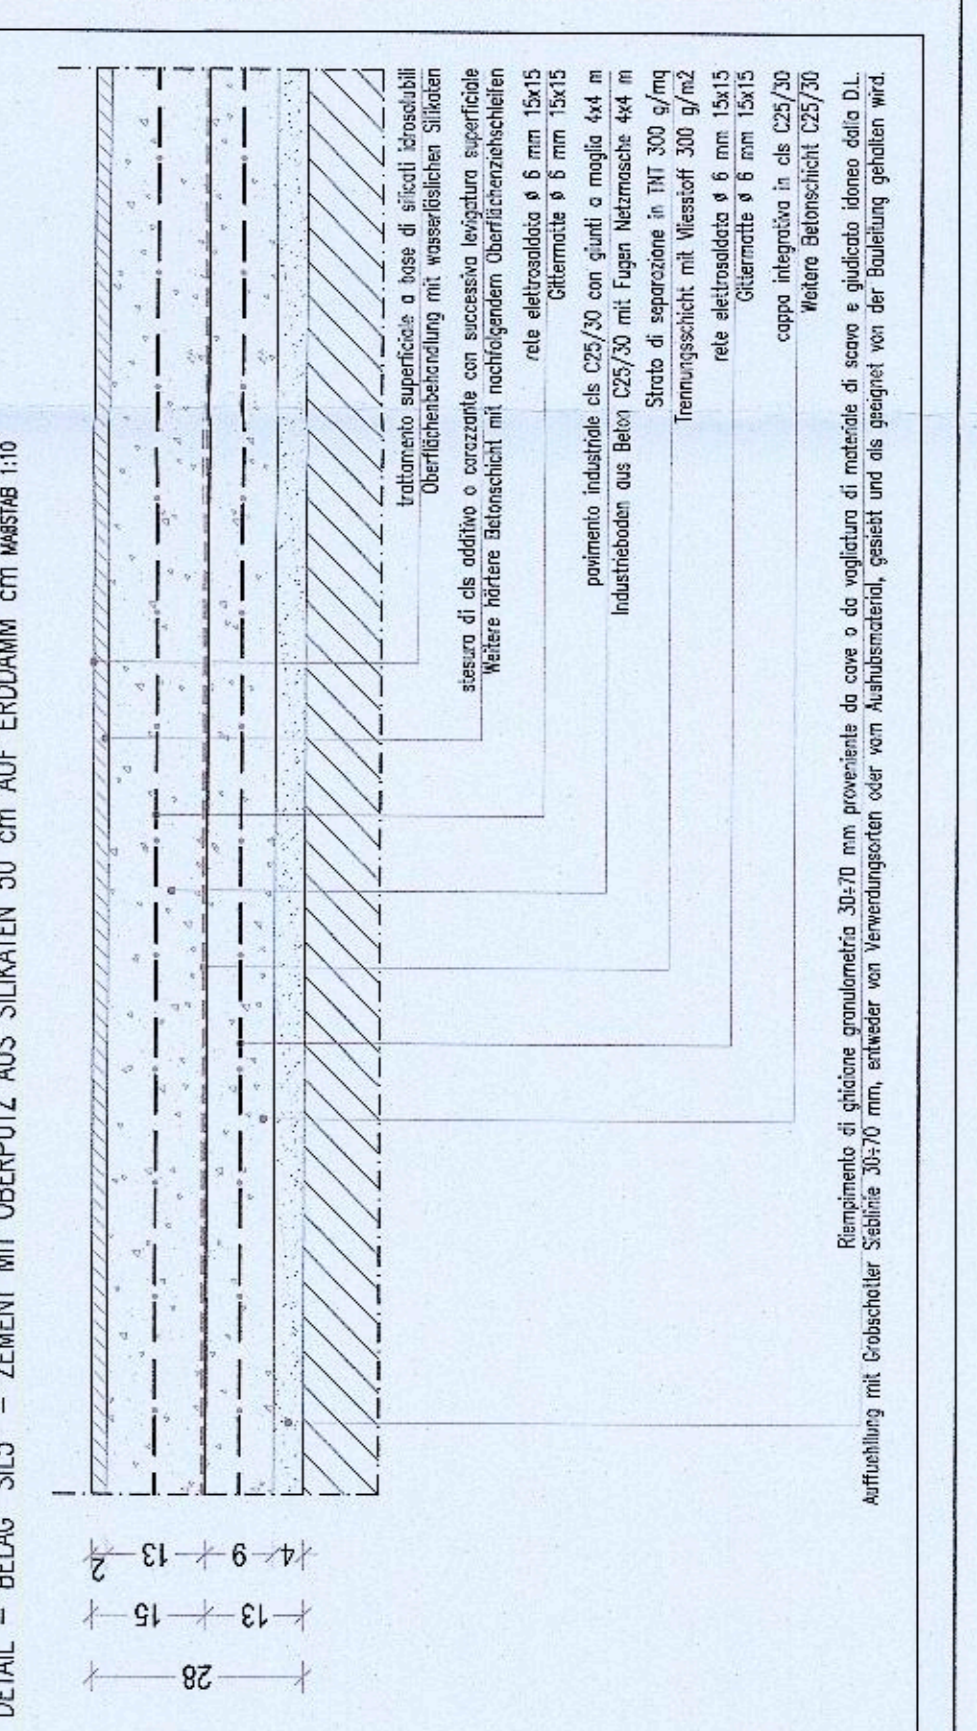 DETAIL - BELAG "SIL5" - ZEMENT MIT OBERPUTZ AUS SILIKATEN 50 cm AUF ERDDAMM cm MAßSTAB 1:10
trattamento superficiale a base di silicati idrosolubili
Oberflächenbehandlung mit wasserlöslichen Silikaten
stesura di cls additivo o corazzante con successiva levigatura superficiale
Weitere härtere Betonschicht mit nachfolgendem Oberflächenziehschleifen
rete elettrosaldata ø 6 mm 15x15
Gittermatte ø 6 mm 15x15
pavimento industriale cls C25/30 con giunti a maglia 4x4 m
Industrieboden aus Beton C25/30 mit Fugen Netzmasche 4x4 m
Strato di separazione in TNT 300 g/mq
Trennungsschicht mit Vliesstoff 300 g/m2
rete elettrosaldata ø 6 mm 15x15
Gittermatte ø 6 mm 15x15
cappa integrativa in cls C25/30
Weitere Betonschicht C25/30
Riempimento di ghiaione granulometria 30÷70 mm proveniente da cave o da vagliatura di materiale di scavo e giudicato idoneo dalla D.L.
Auffuehllung mit Grobschotter Sieblinie 30÷70 mm, entweder von Verwendungsorten oder vom Aushubsmaterial, gesiebt und als geeignet von der Bauleitung gehalten wird.
2 13 9 4
15 13
28